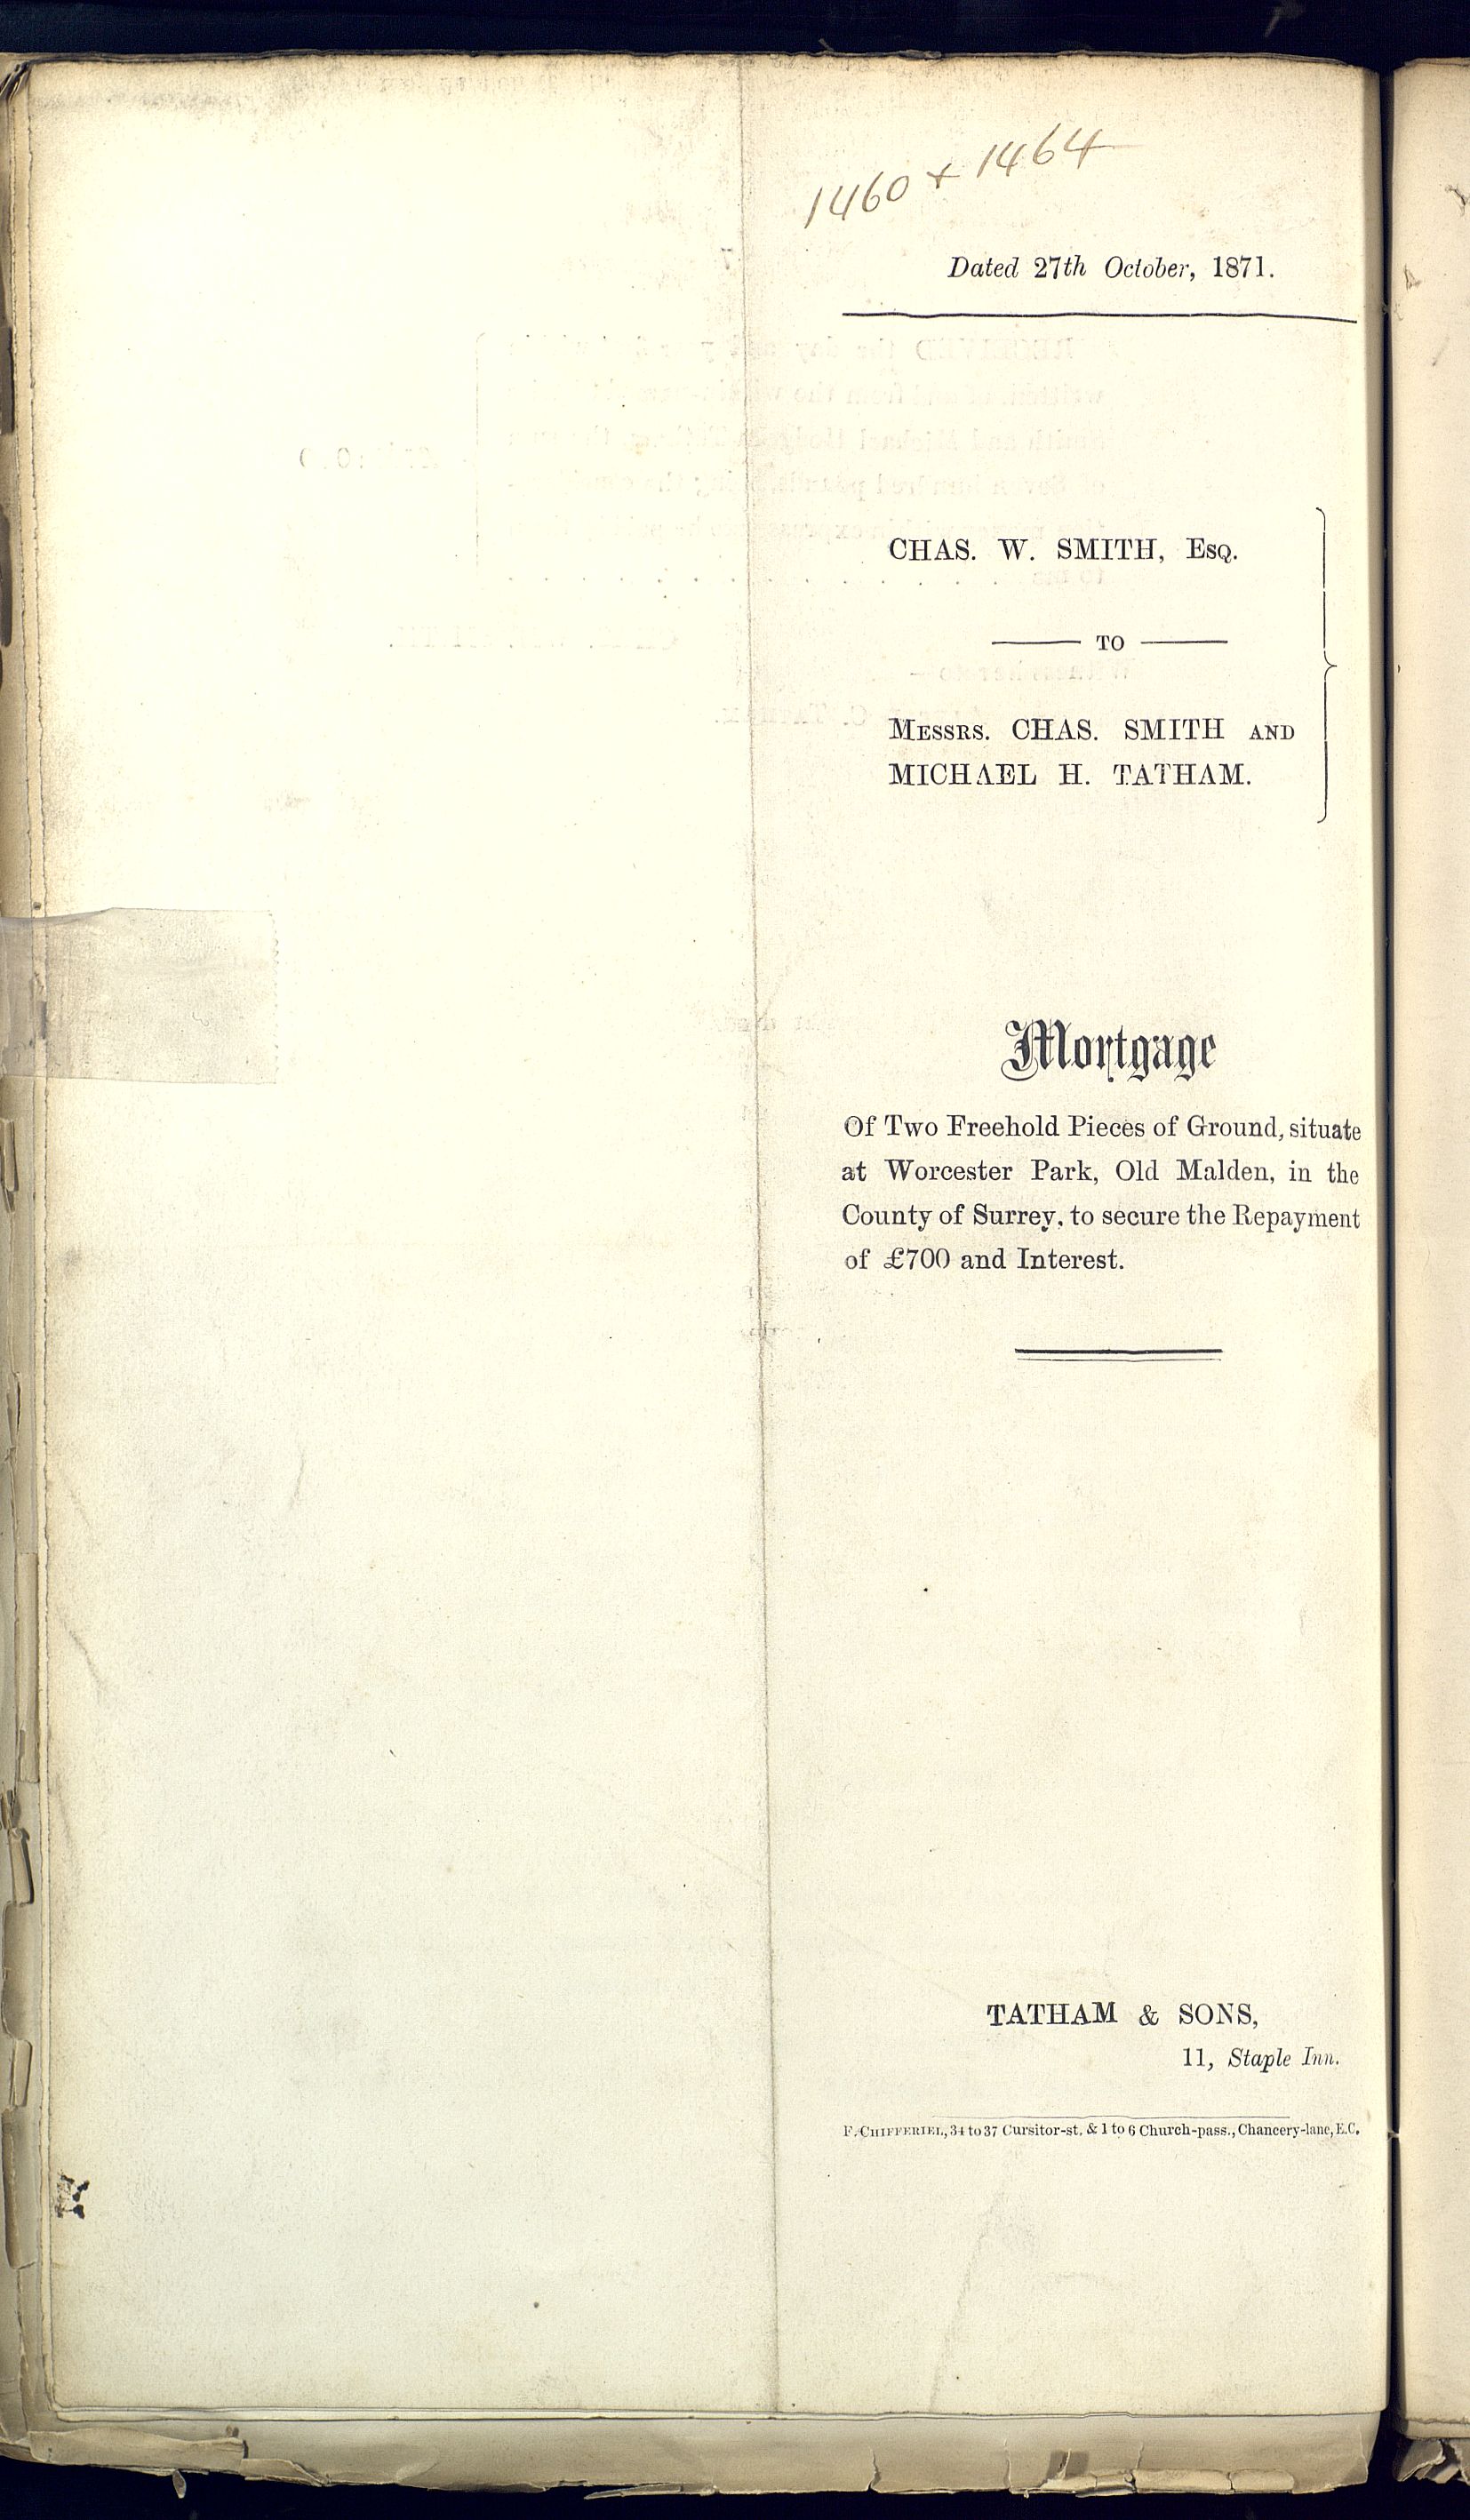 1460 + 1464
Dated 27th October, 1871.
CHAS. W. SMITH, Esq.
TO
Messrs. CHAS. SMITH and
MICHAEL H. TATHAM.
Mortgage
Of Two Freehold Pieces of Ground, situate
at Worcester Park, Old Malden, in the
County of Surrey, to secure the Repayment
of £700 and Interest.
TATHAM & SONS,
11, Staple Inn.
F. Chifferiel, 34 to 37 Cursitor-st. & 1 to 6 Church-pass., Chancery-lane, E.C.